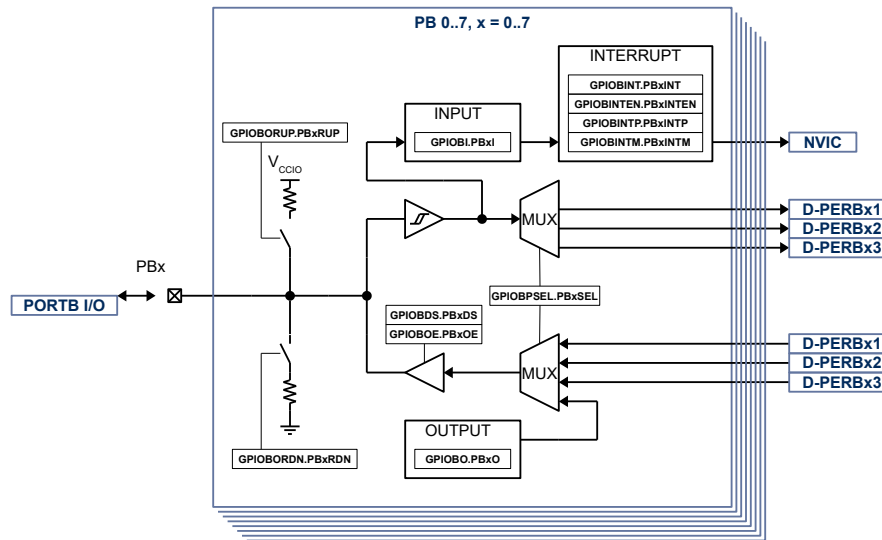 PB 0..7, x = 0..7
INTERRUPT
GPIOBINT.PBxINT
GPIOBINTEN.PBxINTEN
GPIOBINTP.PBxINTP
GPIOBINTM.PBxINTM
INPUT
GPIOBI.PBxI
NVIC
GPIOBORUP.PBxRUP
VCCIO
MUX
D-PERBx1
D-PERBx2
D-PERBx3
PBx
PORTB I/O
GPIOBPSEL.PBxSEL
GPIOBDS.PBxDS
GPIOBOE.PBxOE
MUX
D-PERBx1
D-PERBx2
D-PERBx3
OUTPUT
GPIOBO.PBxO
GPIOBORDN.PBxRDN